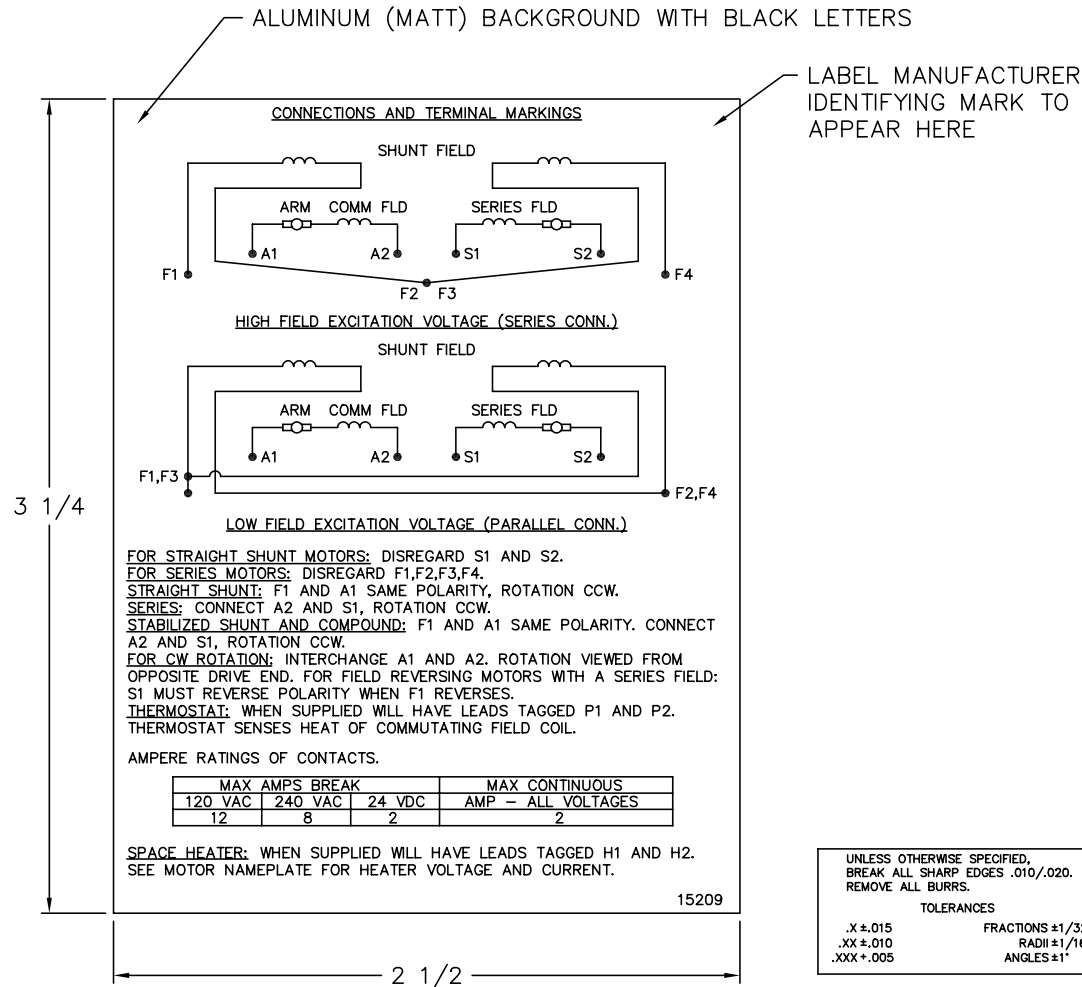 ALUMINUM (MATT) BACKGROUND WITH BLACK LETTERS
LABEL MANUFACTURER
IDENTIFYING MARK TO
APPEAR HERE
CONNECTIONS AND TERMINAL MARKINGS
SHUNT FIELD
ARM COMM FLD SERIES FLD
A1 A2 S1 S2
F1 F4
F2 F3
HIGH FIELD EXCITATION VOLTAGE (SERIES CONN.)
SHUNT FIELD
ARM COMM FLD SERIES FLD
A1 A2 S1 S2
F1,F3
F2,F4
3 1/4
LOW FIELD EXCITATION VOLTAGE (PARALLEL CONN.)
FOR STRAIGHT SHUNT MOTORS: DISREGARD S1 AND S2.
FOR SERIES MOTORS: DISREGARD F1,F2,F3,F4.
STRAIGHT SHUNT: F1 AND A1 SAME POLARITY, ROTATION CCW.
SERIES: CONNECT A2 AND S1, ROTATION CCW.
STABILIZED SHUNT AND COMPOUND: F1 AND A1 SAME POLARITY. CONNECT
A2 AND S1, ROTATION CCW.
FOR CW ROTATION: INTERCHANGE A1 AND A2. ROTATION VIEWED FROM
OPPOSITE DRIVE END. FOR FIELD REVERSING MOTORS WITH A SERIES FIELD:
S1 MUST REVERSE POLARITY WHEN F1 REVERSES.
THERMOSTAT: WHEN SUPPLIED WILL HAVE LEADS TAGGED P1 AND P2.
THERMOSTAT SENSES HEAT OF COMMUTATING FIELD COIL.
AMPERE RATINGS OF CONTACTS.
MAX AMPS BREAK MAX CONTINUOUS
120 VAC 240 VAC 24 VDC AMP – ALL VOLTAGES
12 8 2 2
SPACE HEATER: WHEN SUPPLIED WILL HAVE LEADS TAGGED H1 AND H2.
SEE MOTOR NAMEPLATE FOR HEATER VOLTAGE AND CURRENT.
15209
2 1/2
UNLESS OTHERWISE SPECIFIED,
BREAK ALL SHARP EDGES .010/.020.
REMOVE ALL BURRS.
TOLERANCES
.X ±.015 FRACTIONS ±1/32
.XX ±.010 RADII ±1/16
.XXX +.005 ANGLES ±1°